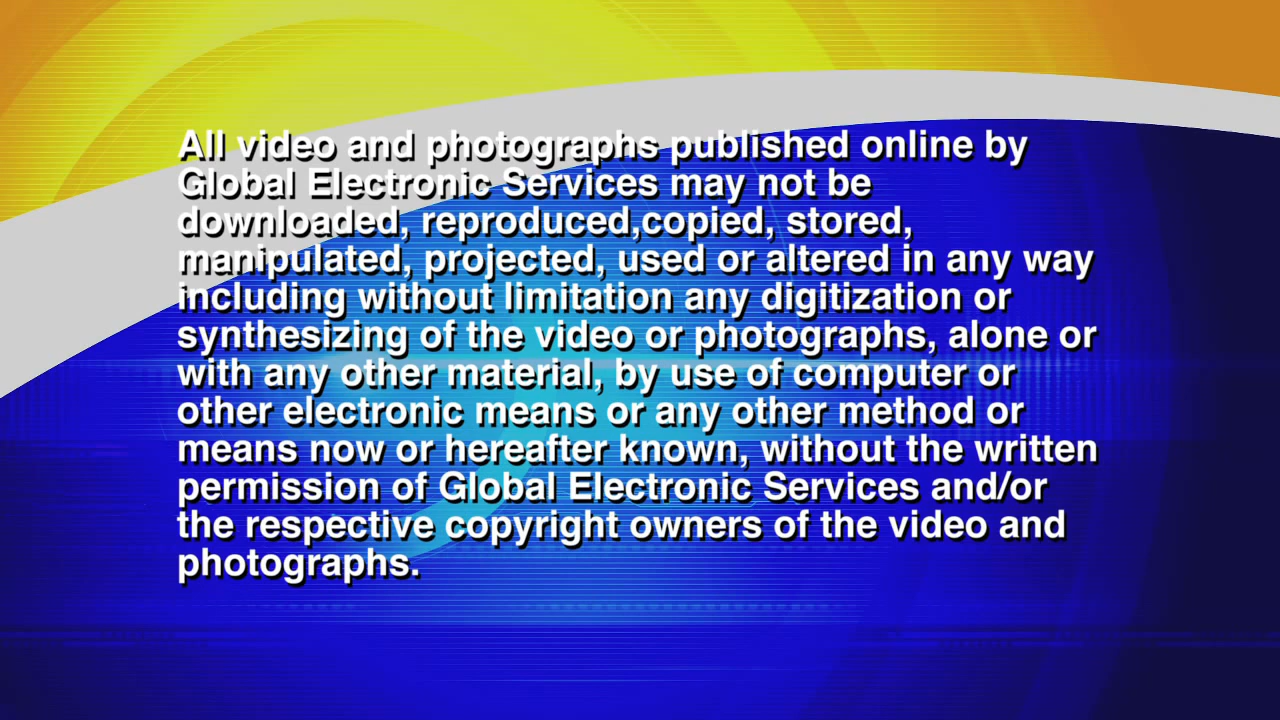 All video and photographs published online by
Global Electronic Services may not be
downloaded, reproduced,copied, stored,
manipulated, projected, used or altered in any way
including without limitation any digitization or
synthesizing of the video or photographs, alone or
with any other material, by use of computer or
other electronic means or any other method or
means now or hereafter known, without the written
permission of Global Electronic Services and/or
the respective copyright owners of the video and
photographs.